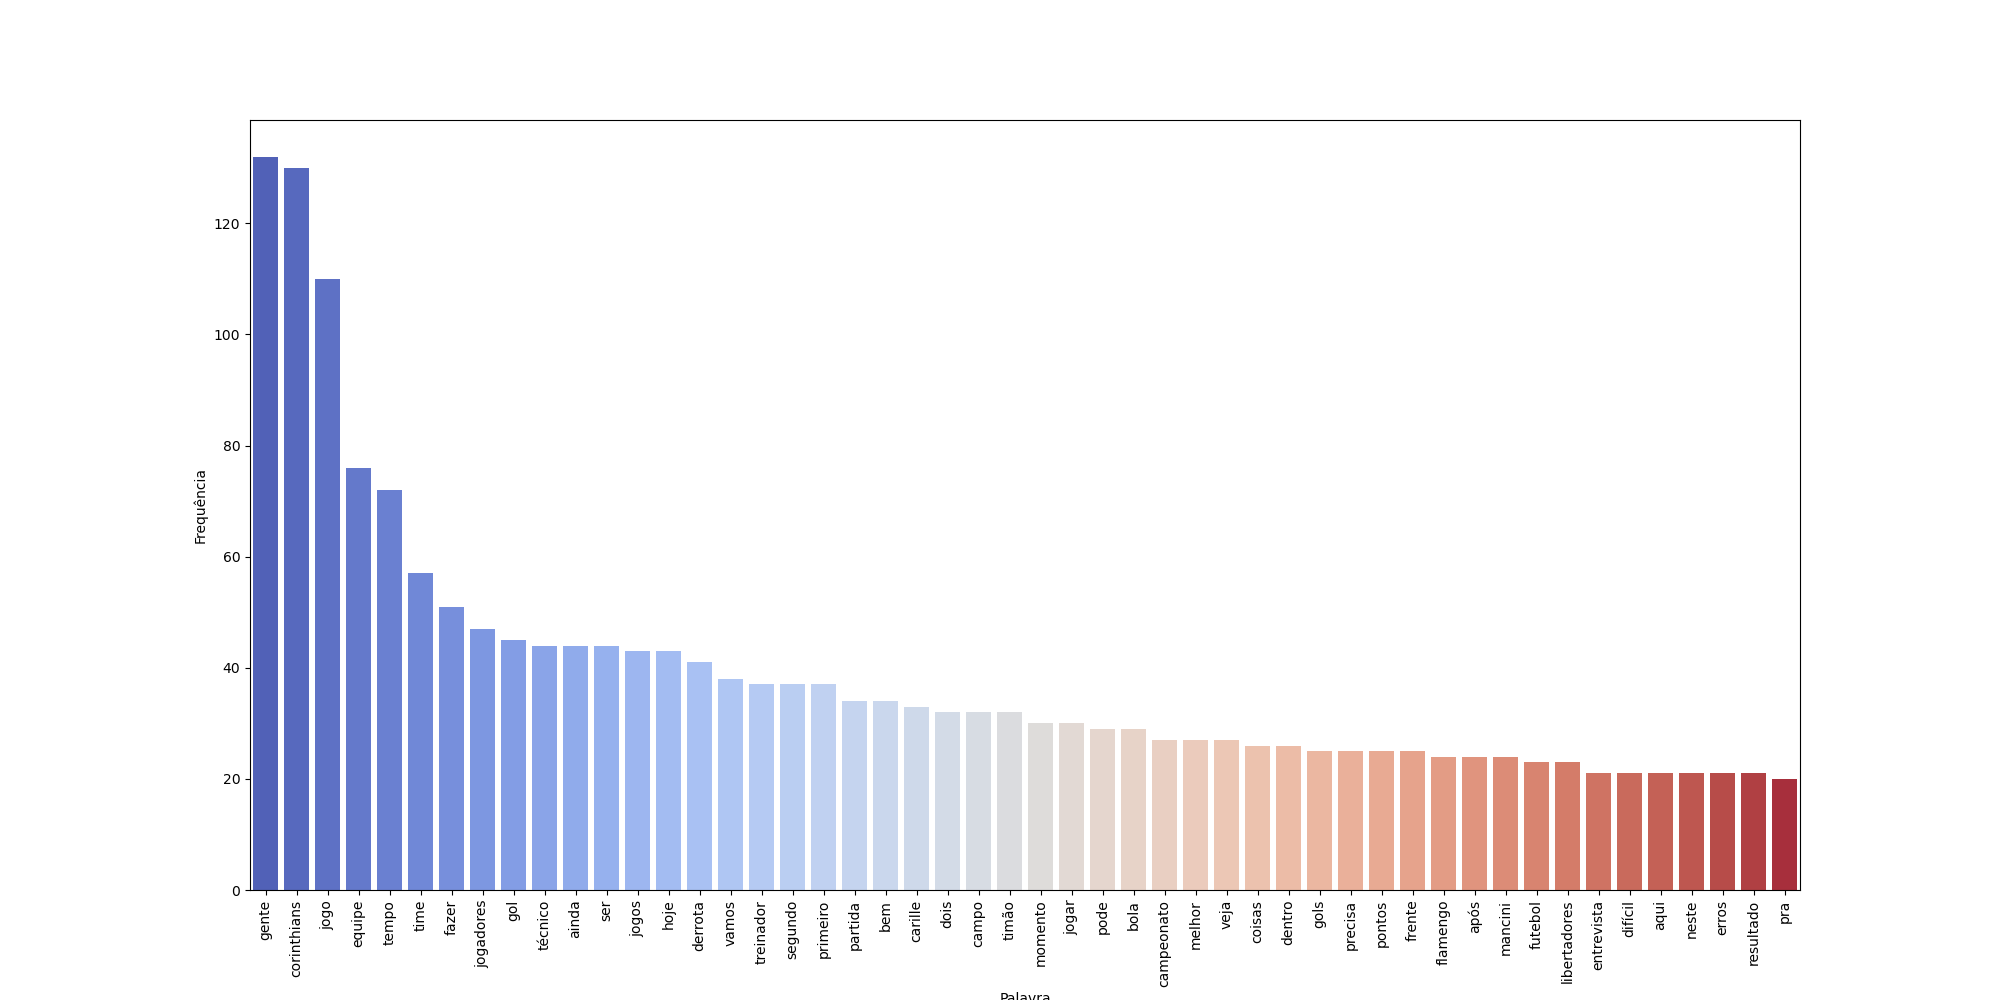 Frequência
120
100
80
60
40
20
0
gente
corinthians
jogo
equipe
tempo
time
fazer
jogadores
gol
técnico
ainda
ser
jogos
hoje
derrota
vamos
treinador
segundo
primeiro
partida
bem
carille
dois
campo
timão
momento
jogar
pode
bola
campeonato
melhor
veja
coisas
dentro
gols
precisa
pontos
frente
flamengo
após
mancini
futebol
libertadores
entrevista
difícil
aqui
neste
erros
resultado
pra
Palavra